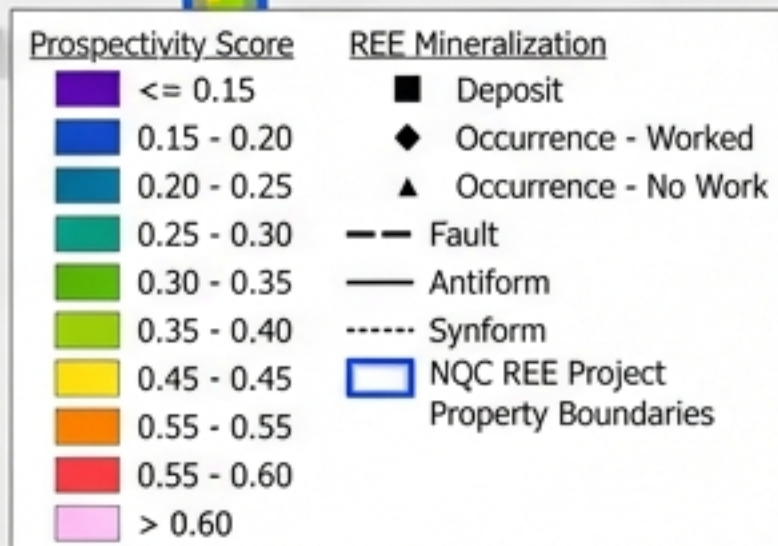 Prospectivity Score
<= 0.15
0.15 - 0.20
0.20 - 0.25
0.25 - 0.30
0.30 - 0.35
0.35 - 0.40
0.45 - 0.45
0.55 - 0.55
0.55 - 0.60
> 0.60
REE Mineralization
Deposit
Occurrence - Worked
Occurrence - No Work
Fault
Antiform
Synform
NQC REE Project
Property Boundaries